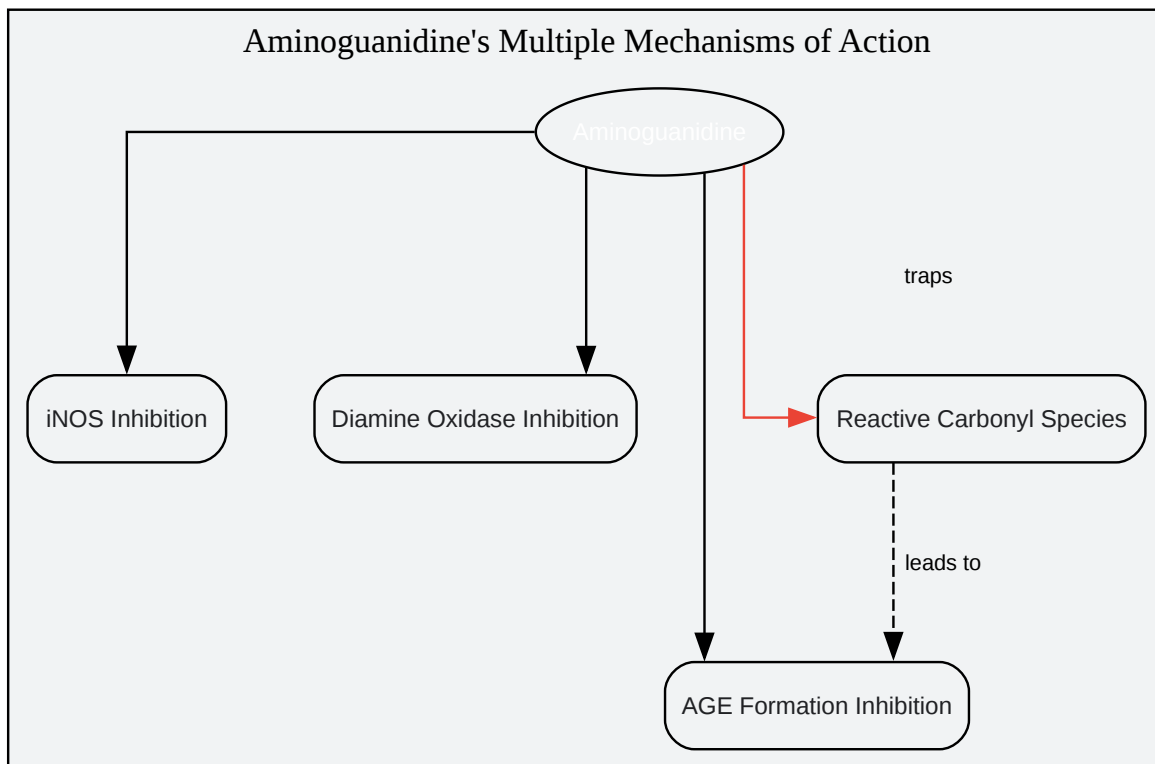 Aminoguanidine's Multiple Mechanisms of Action
Aminoguanidine
traps
iNOS Inhibition
Diamine Oxidase Inhibition
Reactive Carbonyl Species
leads to
AGE Formation Inhibition